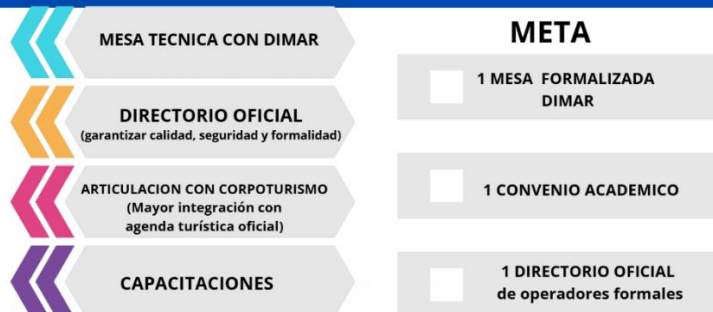 MESA TECNICA CON DIMAR
DIRECTORIO OFICIAL
(garantizar calidad, seguridad y formalidad)
ARTICULACION CON CORPOTURISMO
(Mayor integración con
agenda turística oficial)
CAPACITACIONES
META
1 MESA FORMALIZADA
DIMAR
1 CONVENIO ACADEMICO
1 DIRECTORIO OFICIAL
de operadores formales